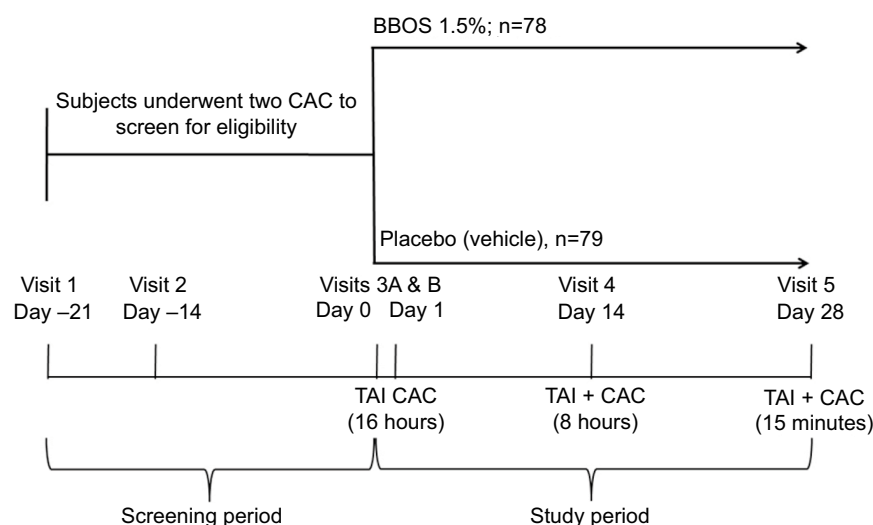 BBOS 1.5%; n=78
Subjects underwent two CAC to
screen for eligibility
Placebo (vehicle), n=79
Visit 1
Day –21
Visit 2
Day –14
Visits 3A & B
Day 0 Day 1
Visit 4
Day 14
Visit 5
Day 28
TAI CAC
(16 hours)
TAI + CAC
(8 hours)
TAI + CAC
(15 minutes)
Screening period
Study period